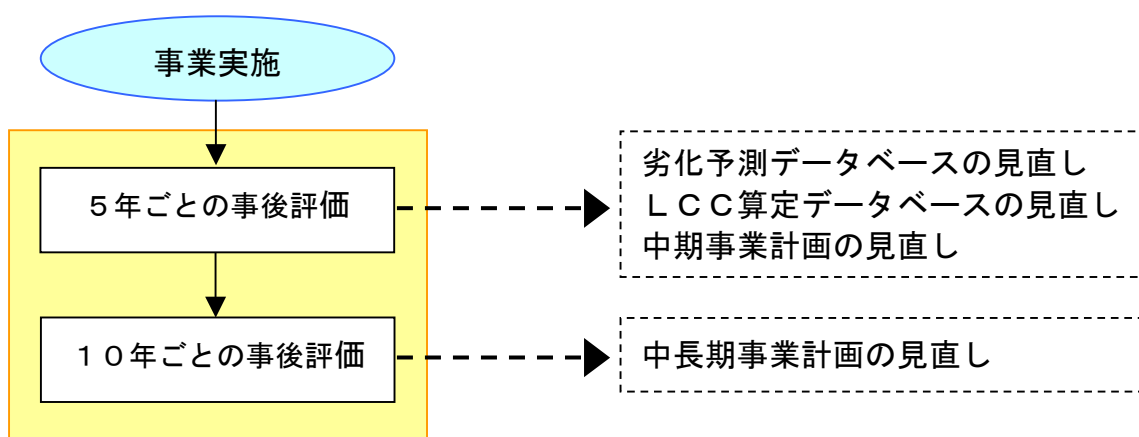 事業実施
５年ごとの事後評価
劣化予測データベースの見直し
ＬＣＣ算定データベースの見直し
中期事業計画の見直し
１０年ごとの事後評価
中長期事業計画の見直し